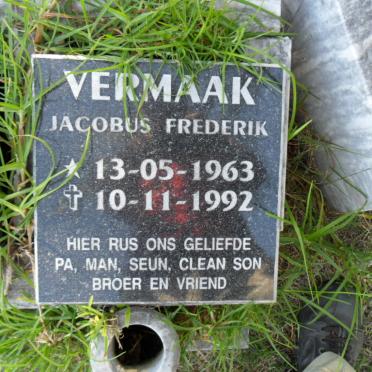 VERMAAK
JACOBUS FREDERIK
13-05-1963
10-11-1992
HIER RUS ONS GELIEFDE
PA, MAN, SEUN, CLEAN SON
BROER EN VRIEND